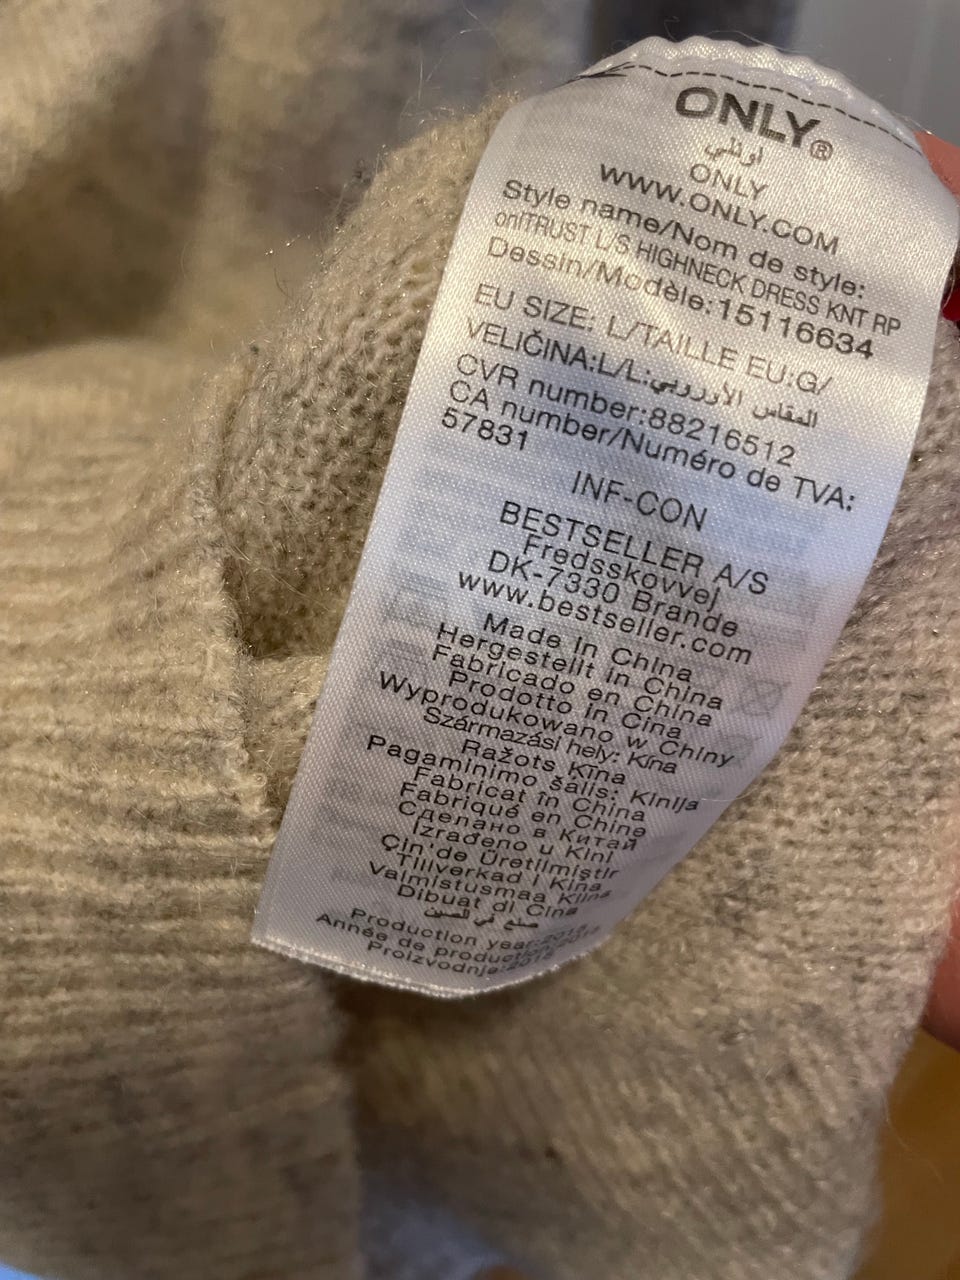 ONLY®
اونلي
ONLY
www.ONLY.COM
Style name/Nom de style:
onlTRUST L/S HIGHNECK DRESS KNT RP
Dessin/Modèle:15116634
EU SIZE: L/TAILLE EU:G/
VELIČINA:L/L:المقاس الأوروبي
CVR number:88216512
CA number/Numéro de TVA:
57831
INF-CON
BESTSELLER A/S
Fredsskovvej
DK-7330 Brande
www.bestseller.com
Made in China
Hergestellt in China
Fabricado en China
Prodotto in Cina
Wyprodukowano w Chiny
Származási hely: Kína
Ražots Ķīna
Pagaminimo šalis: Kinija
Fabricat în China
Fabriqué en Chine
Сделано в Китай
Izrađeno u Kini
Çin'de Üretilmiştir
Tillverkad i Kina
Valmistusmaa Kiina
Dibuat di Cina
صنع في الصين
Production year:
Année de production:
Proizvodnje: